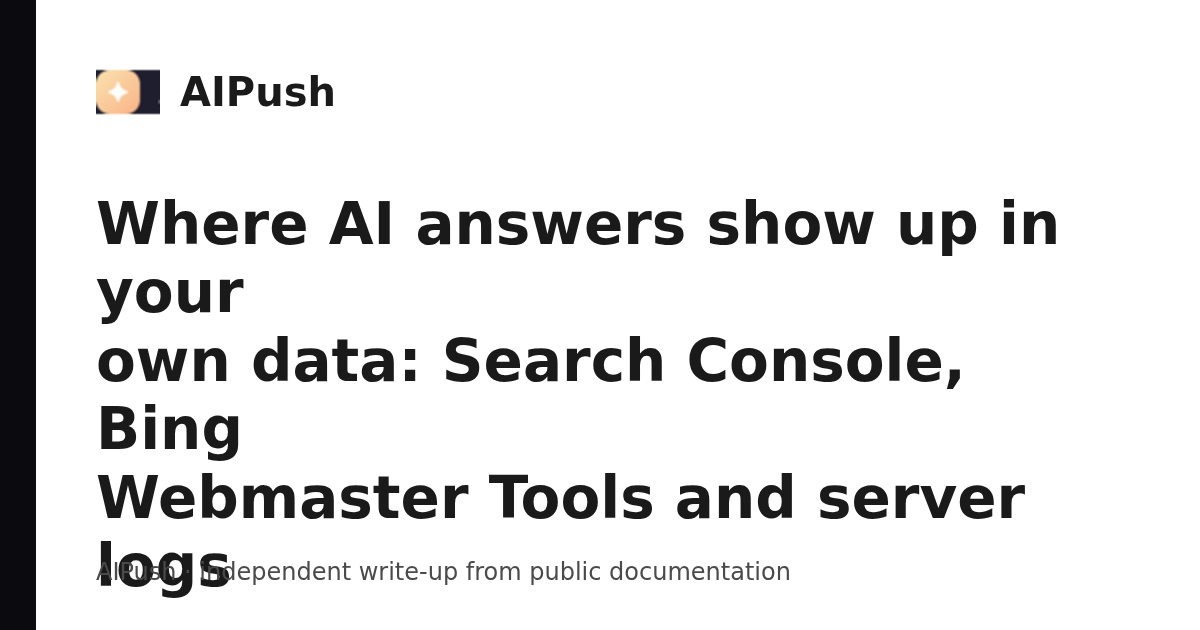 AIPush
Where AI answers show up in
your
own data: Search Console,
Bing
Webmaster Tools and server
logs
AIPush · independent write-up from public documentation